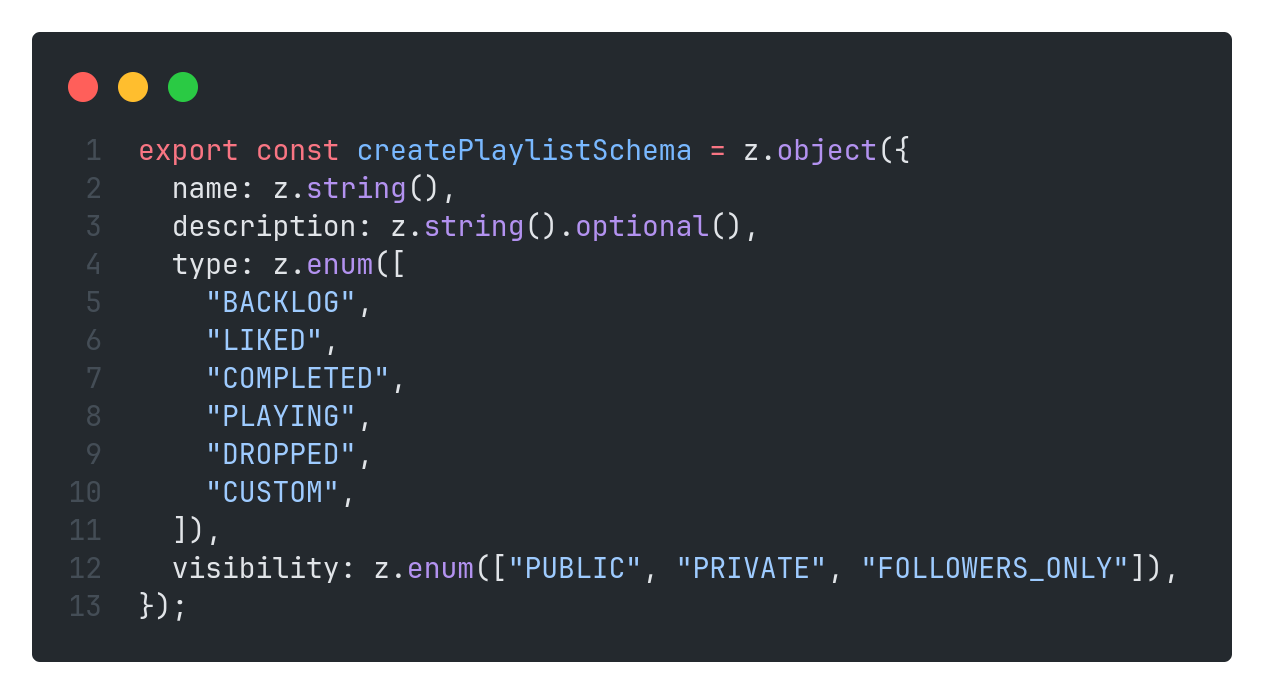 1 export const createPlaylistSchema = z.object({
2   name: z.string(),
3   description: z.string().optional(),
4   type: z.enum([
5     "BACKLOG",
6     "LIKED",
7     "COMPLETED",
8     "PLAYING",
9     "DROPPED",
10     "CUSTOM",
11   ]),
12   visibility: z.enum(["PUBLIC", "PRIVATE", "FOLLOWERS_ONLY"]),
13 });